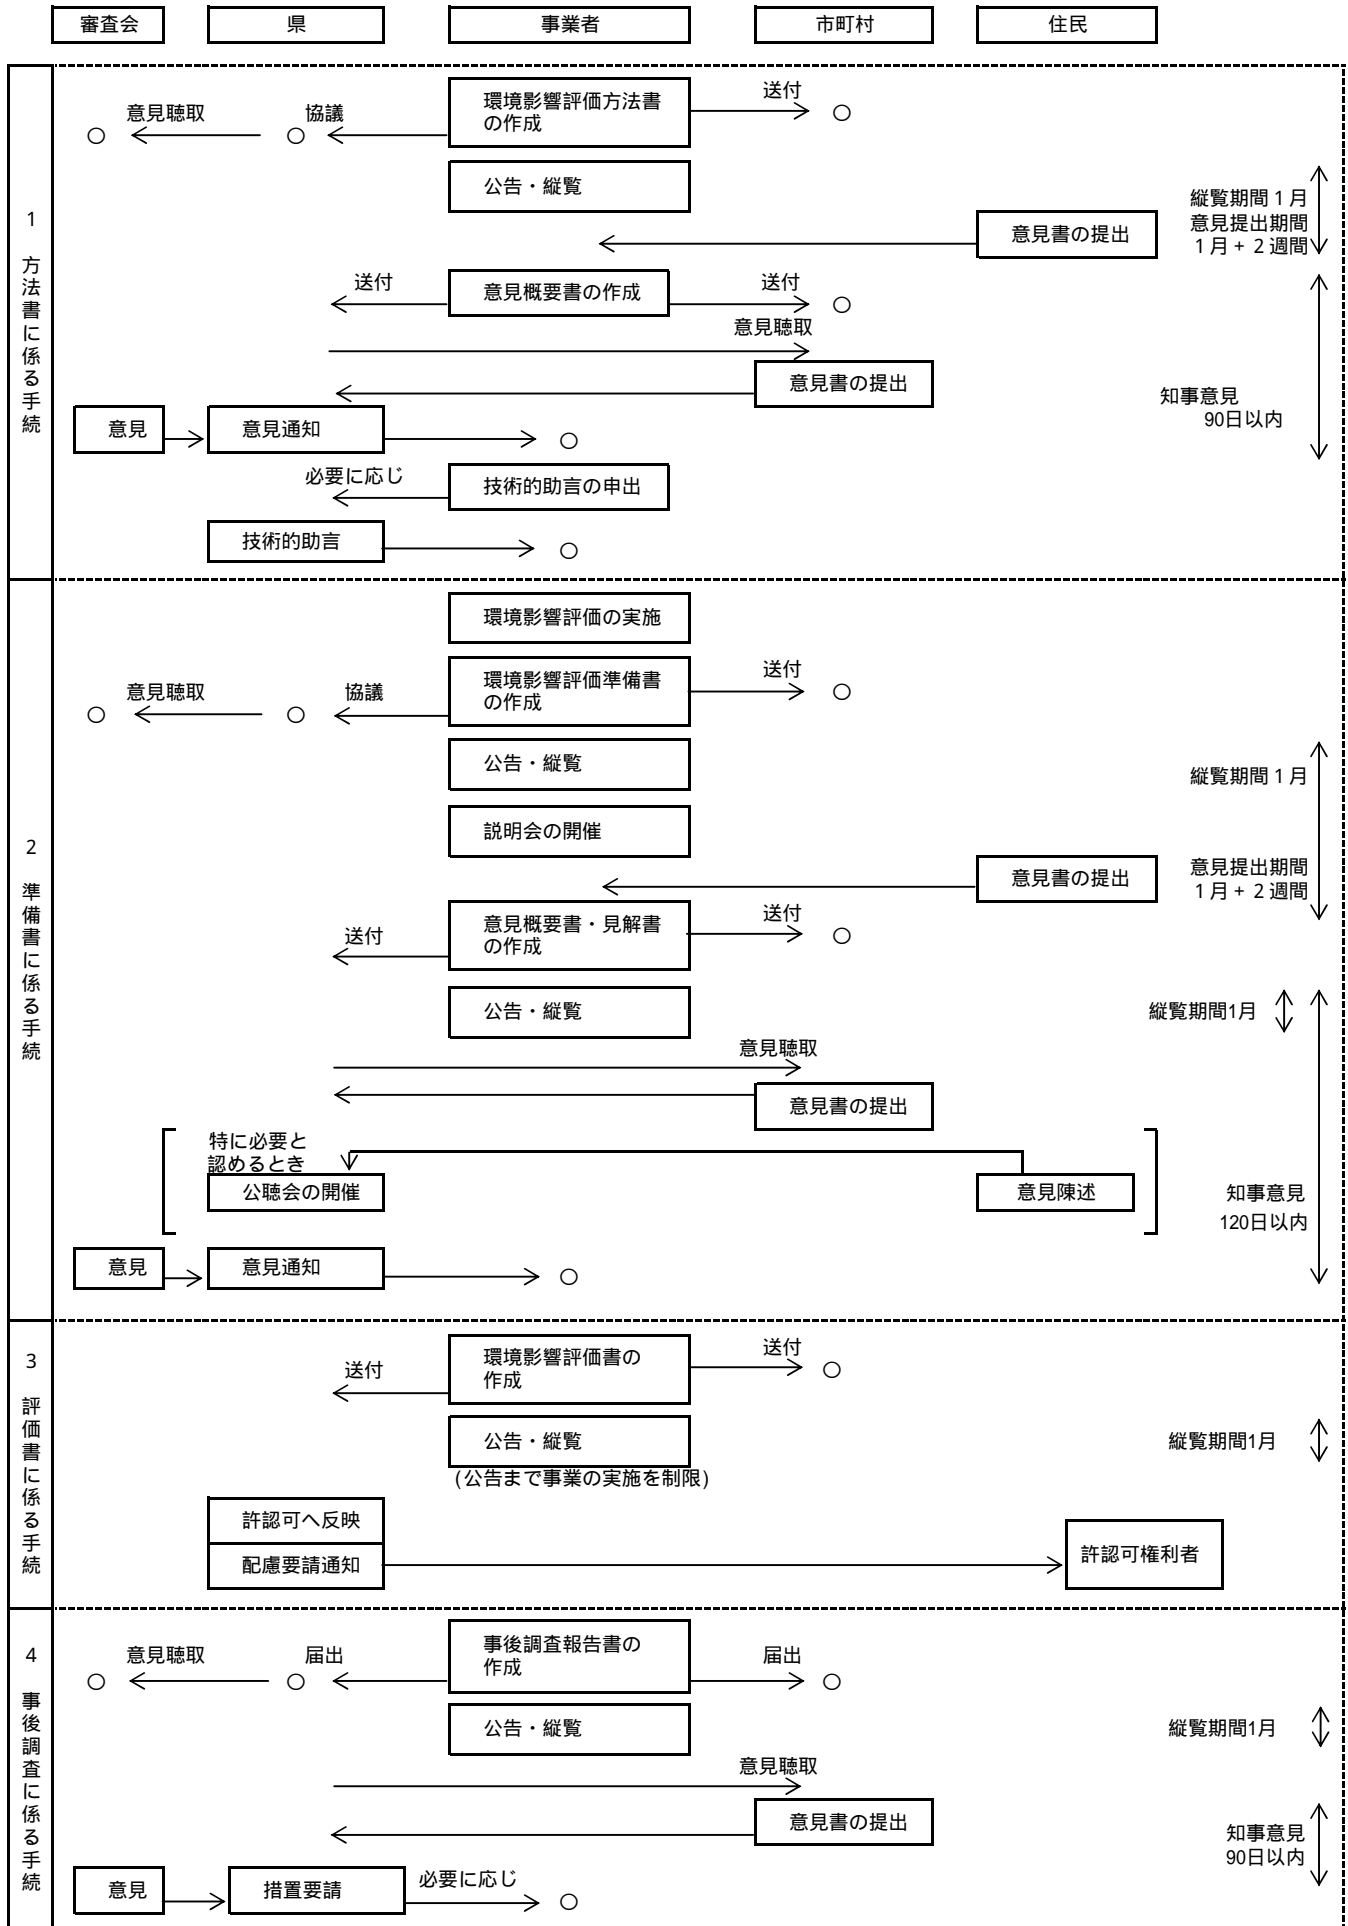 審査会
県
事業者
市町村
住民
1 方法書に係る手続
環境影響評価方法書
の作成
送付
○
意見聴取
協議
○
○
公告・縦覧
縦覧期間1月
意見提出期間
1月+2週間
意見書の提出
送付
意見概要書の作成
送付
○
意見聴取
意見書の提出
知事意見
90日以内
意見
意見通知
○
必要に応じ
技術的助言の申出
技術的助言
○
2 準備書に係る手続
環境影響評価の実施
環境影響評価準備書
の作成
送付
○
意見聴取
協議
○
○
公告・縦覧
縦覧期間1月
説明会の開催
意見書の提出
意見提出期間
1月+2週間
送付
意見概要書・見解書
の作成
送付
○
公告・縦覧
縦覧期間1月
意見聴取
意見書の提出
特に必要と
認めるとき
公聴会の開催
意見陳述
知事意見
120日以内
意見
意見通知
○
3 評価書に係る手続
送付
環境影響評価書の
作成
送付
○
公告・縦覧
縦覧期間1月
(公告まで事業の実施を制限)
許認可へ反映
配慮要請通知
許認可権利者
4 事後調査に係る手続
意見聴取
届出
事後調査報告書の
作成
届出
○
○
○
公告・縦覧
縦覧期間1月
意見聴取
意見書の提出
知事意見
90日以内
意見
措置要請
必要に応じ
○